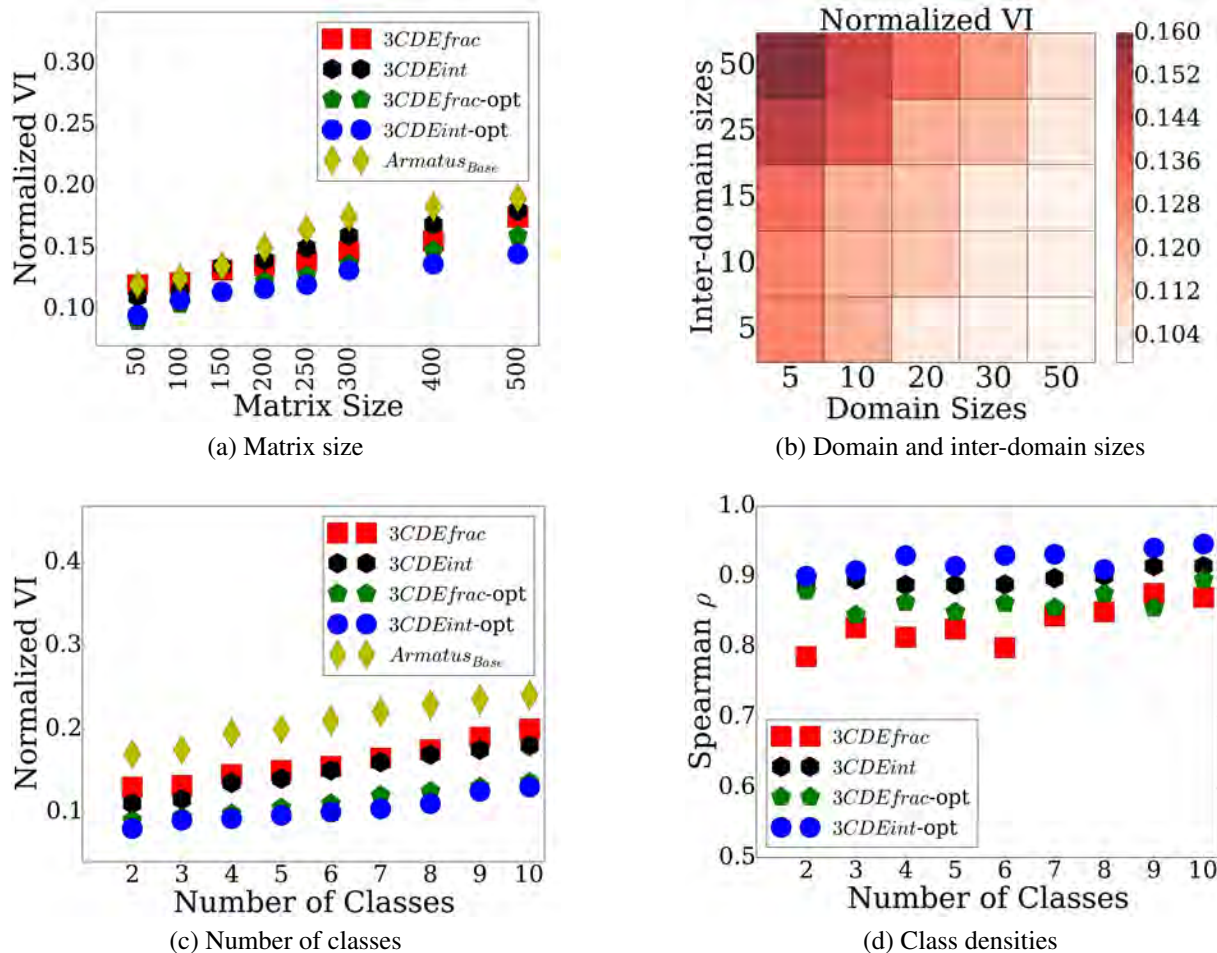 Normalized VI
0.30
0.25
0.20
0.15
0.10
3CDEfrac
3CDEint
3CDEfrac-opt
3CDEint-opt
Armatus_Base
50
100
150
200
250
300
400
500
Matrix Size
(a) Matrix size
Normalized VI
Inter-domain sizes
50
25
15
10
5
5 10 20 30 50
Domain Sizes
0.160
0.152
0.144
0.136
0.128
0.120
0.112
0.104
(b) Domain and inter-domain sizes
Normalized VI
0.4
0.3
0.2
0.1
3CDEfrac
3CDEint
3CDEfrac-opt
3CDEint-opt
Armatus_Base
2 3 4 5 6 7 8 9 10
Number of Classes
(c) Number of classes
Spearman ρ
1.0
0.9
0.8
0.7
0.6
0.5
3CDEfrac
3CDEint
3CDEfrac-opt
3CDEint-opt
2 3 4 5 6 7 8 9 10
Number of Classes
(d) Class densities